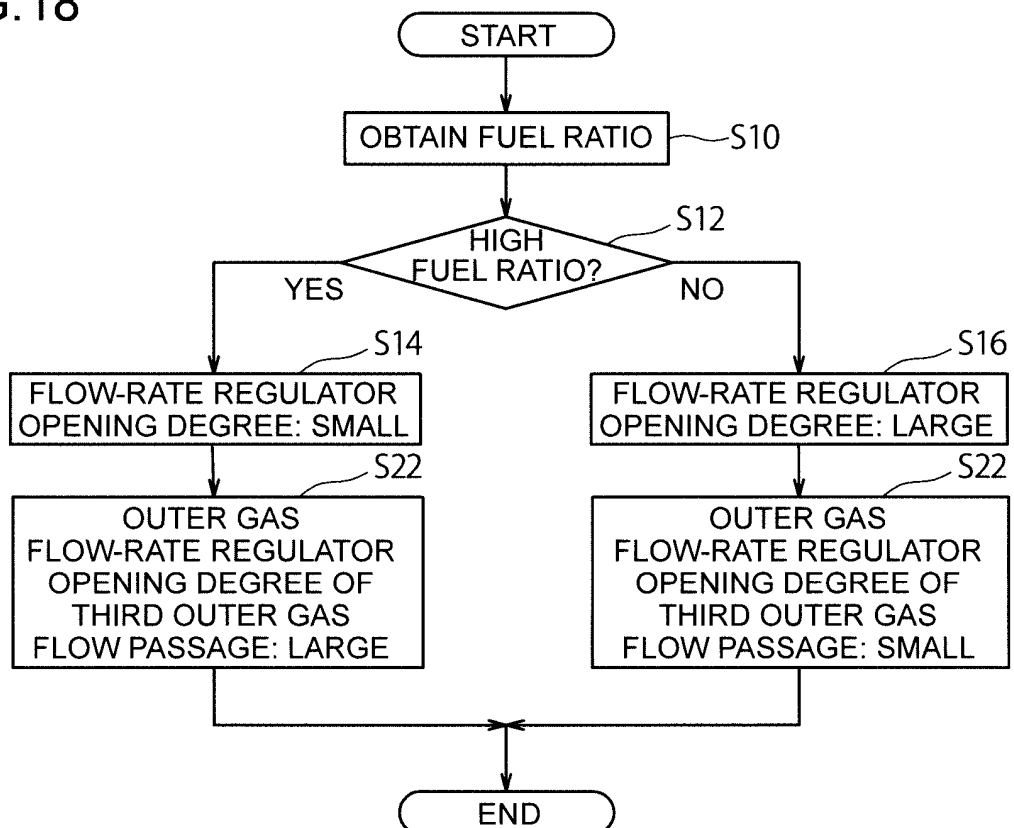 G. 18
START
OBTAIN FUEL RATIO
S10
S12
HIGH
FUEL RATIO?
YES
NO
S14
FLOW-RATE REGULATOR
OPENING DEGREE: SMALL
S16
FLOW-RATE REGULATOR
OPENING DEGREE: LARGE
S22
OUTER GAS
FLOW-RATE REGULATOR
OPENING DEGREE OF
THIRD OUTER GAS
FLOW PASSAGE: LARGE
S22
OUTER GAS
FLOW-RATE REGULATOR
OPENING DEGREE OF
THIRD OUTER GAS
FLOW PASSAGE: SMALL
END